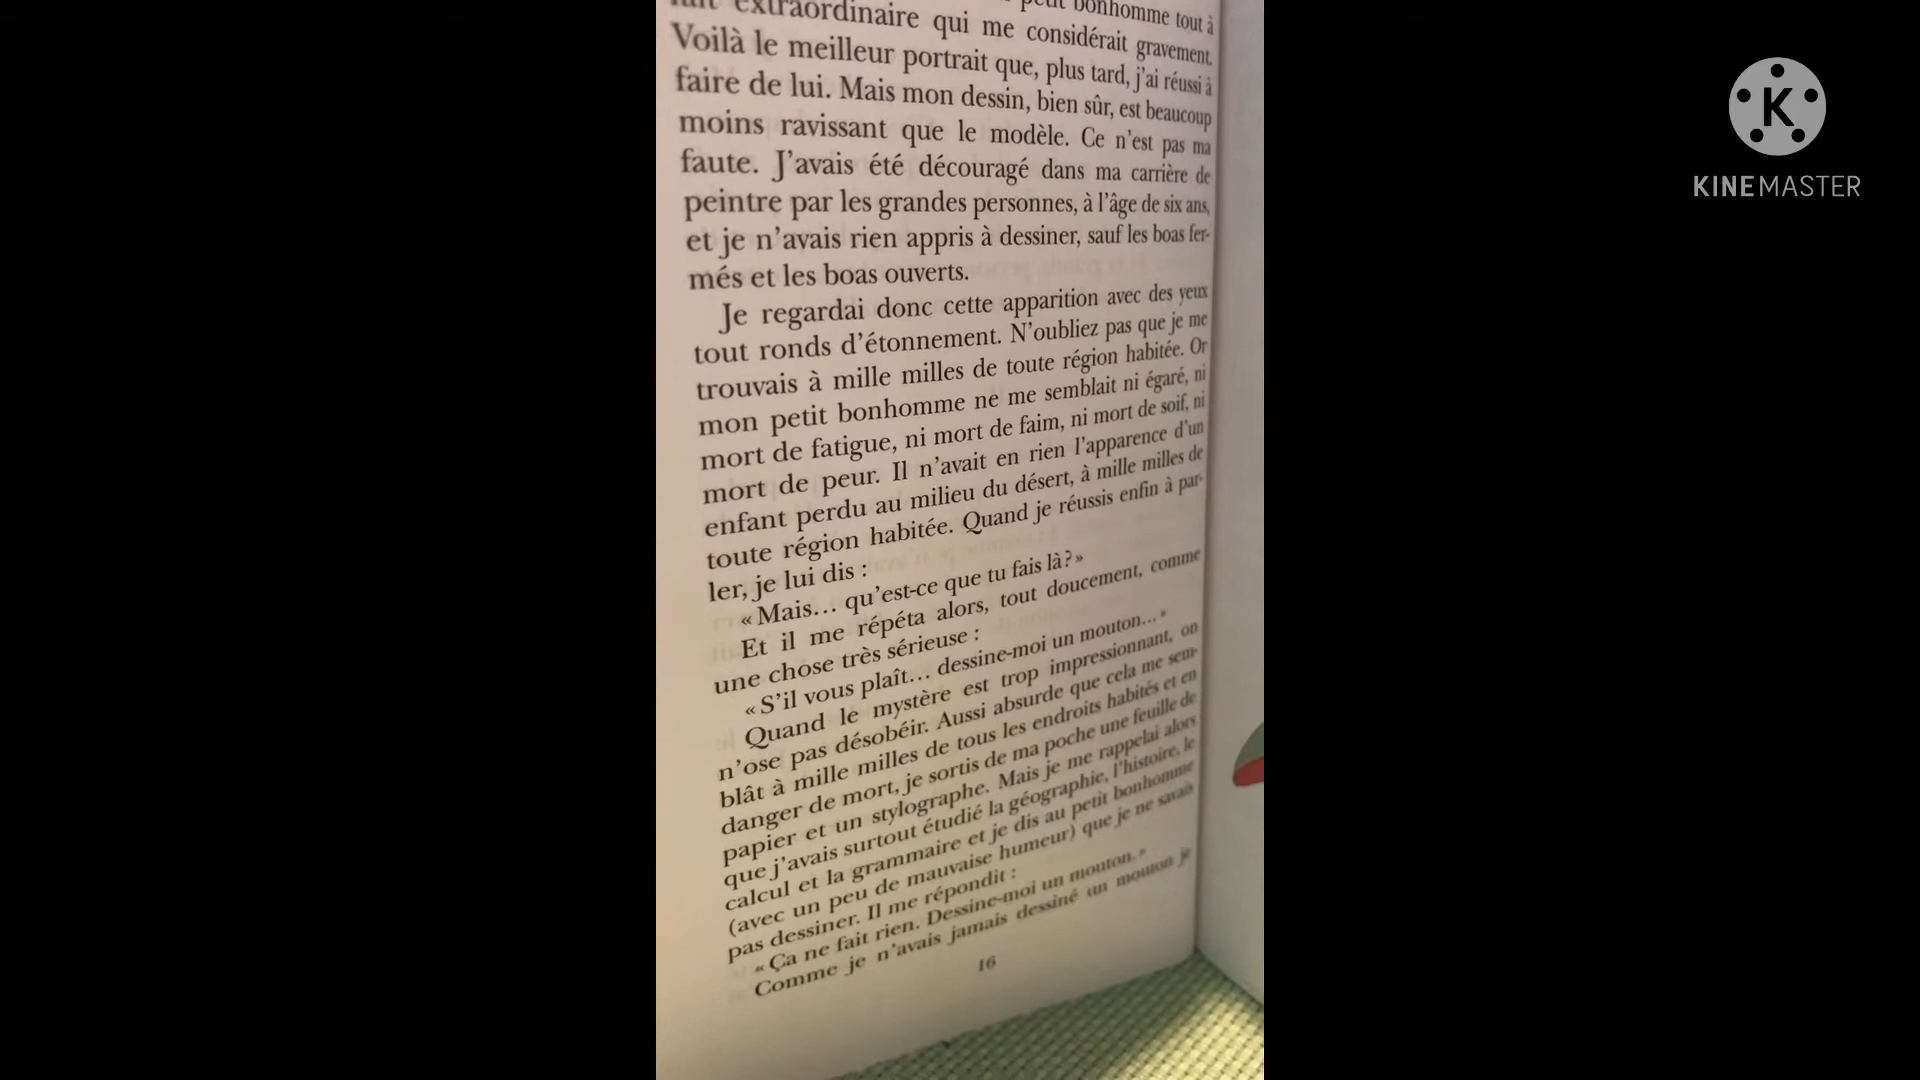 petit bonhomme tout à
fait extraordinaire qui me considérait gravement.
Voilà le meilleur portrait que, plus tard, j'ai réussi à
faire de lui. Mais mon dessin, bien sûr, est beaucoup
moins ravissant que le modèle. Ce n'est pas ma
faute. J'avais été découragé dans ma carrière de
peintre par les grandes personnes, à l'âge de six ans,
et je n'avais rien appris à dessiner, sauf les boas fer-
més et les boas ouverts.
Je regardai donc cette apparition avec des yeux
tout ronds d'étonnement. N'oubliez pas que je me
trouvais à mille milles de toute région habitée. Or
mon petit bonhomme ne me semblait ni égaré, ni
mort de fatigue, ni mort de faim, ni mort de soif, ni
mort de peur. Il n'avait en rien l'apparence d'un
enfant perdu au milieu du désert, à mille milles de
toute région habitée. Quand je réussis enfin à par-
ler, je lui dis :
« Mais... qu'est-ce que tu fais là ? »
Et il me répéta alors, tout doucement, comme
une chose très sérieuse :
« S'il vous plaît... dessine-moi un mouton... »
Quand le mystère est trop impressionnant, on
n'ose pas désobéir. Aussi absurde que cela me sem-
blât à mille milles de tous les endroits habités et en
danger de mort, je sortis de ma poche une feuille de
papier et un stylographe. Mais je me rappelai alors
que j'avais surtout étudié la géographie, l'histoire, le
calcul et la grammaire et je dis au petit bonhomme
(avec un peu de mauvaise humeur) que je ne savais
pas dessiner. Il me répondit :
« Ça ne fait rien. Dessine-moi un mouton. »
Comme je n'avais jamais dessiné un mouton je
16
K
KINEMASTER